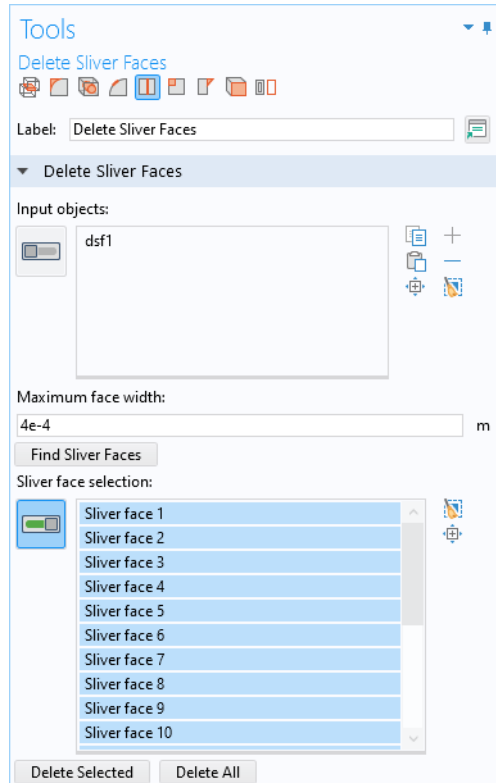 Tools
Delete Sliver Faces
Label: Delete Sliver Faces
Delete Sliver Faces
Input objects:
dsf1
Maximum face width:
4e-4 m
Find Sliver Faces
Sliver face selection:
Sliver face 1
Sliver face 2
Sliver face 3
Sliver face 4
Sliver face 5
Sliver face 6
Sliver face 7
Sliver face 8
Sliver face 9
Sliver face 10
Delete Selected Delete All